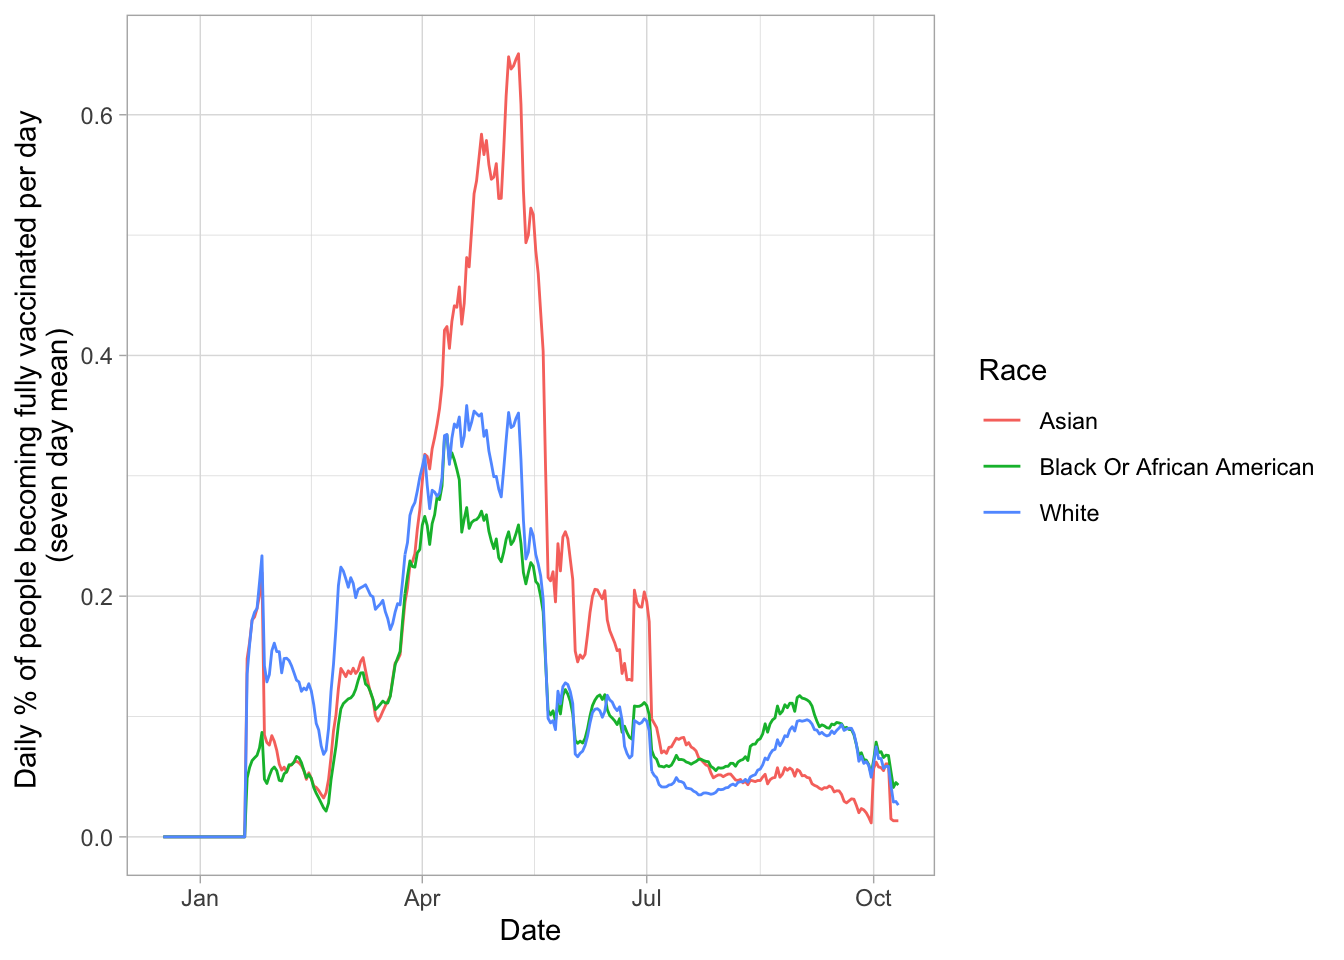 Daily % of people becoming fully vaccinated per day
(seven day mean)
0.6
0.4
0.2
0.0
Jan
Apr
Jul
Oct
Date
Race
Asian
Black Or African American
White